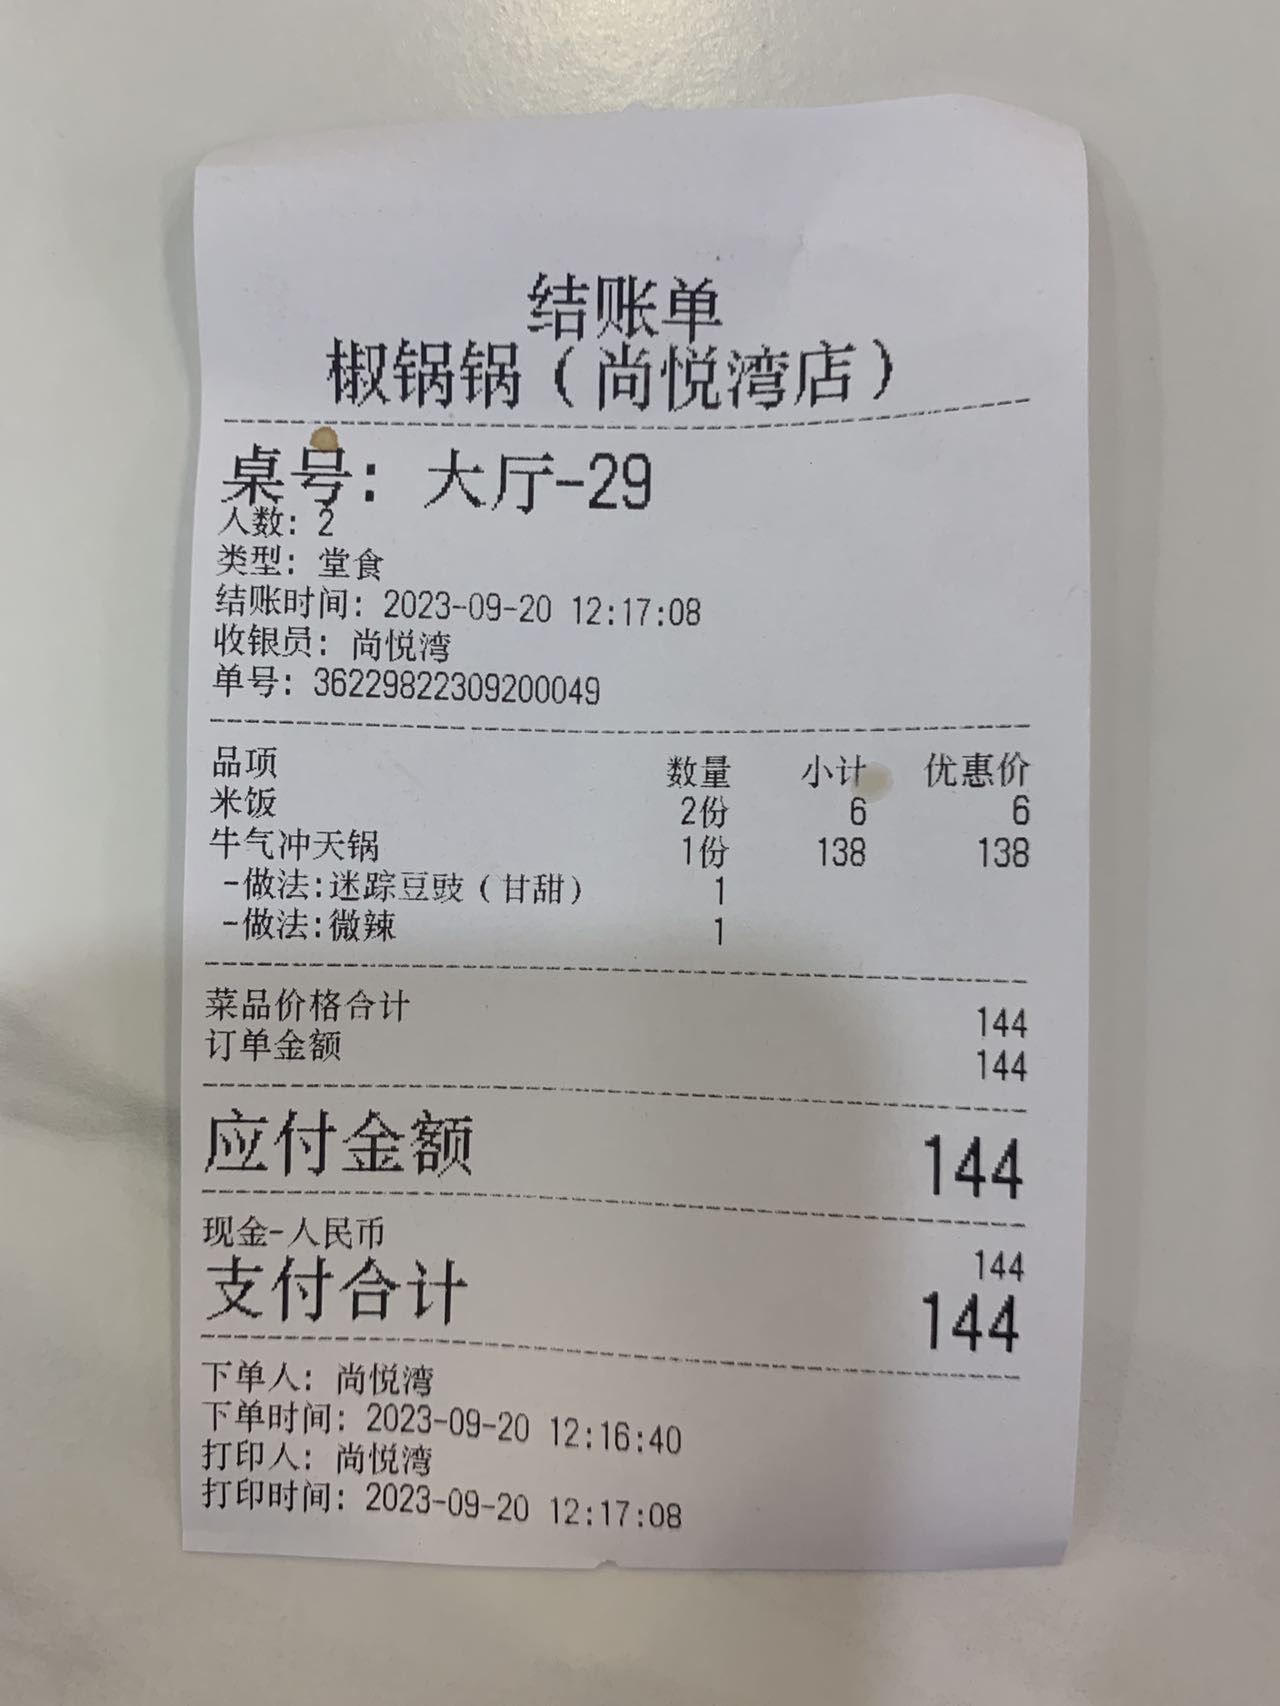 结账单
椒锅锅（尚悦湾店）
桌号：大厅-29
人数：2
类型：堂食
结账时间：2023-09-20 12:17:08
收银员：尚悦湾
单号：36229822309200049
品项 数量 小计 优惠价
米饭 2份 6 6
牛气冲天锅 1份 138 138
-做法:迷踪豆豉（甘甜） 1
-做法:微辣 1
菜品价格合计 144
订单金额 144
应付金额 144
现金-人民币 144
支付合计 144
下单人：尚悦湾
下单时间：2023-09-20 12:16:40
打印人：尚悦湾
打印时间：2023-09-20 12:17:08